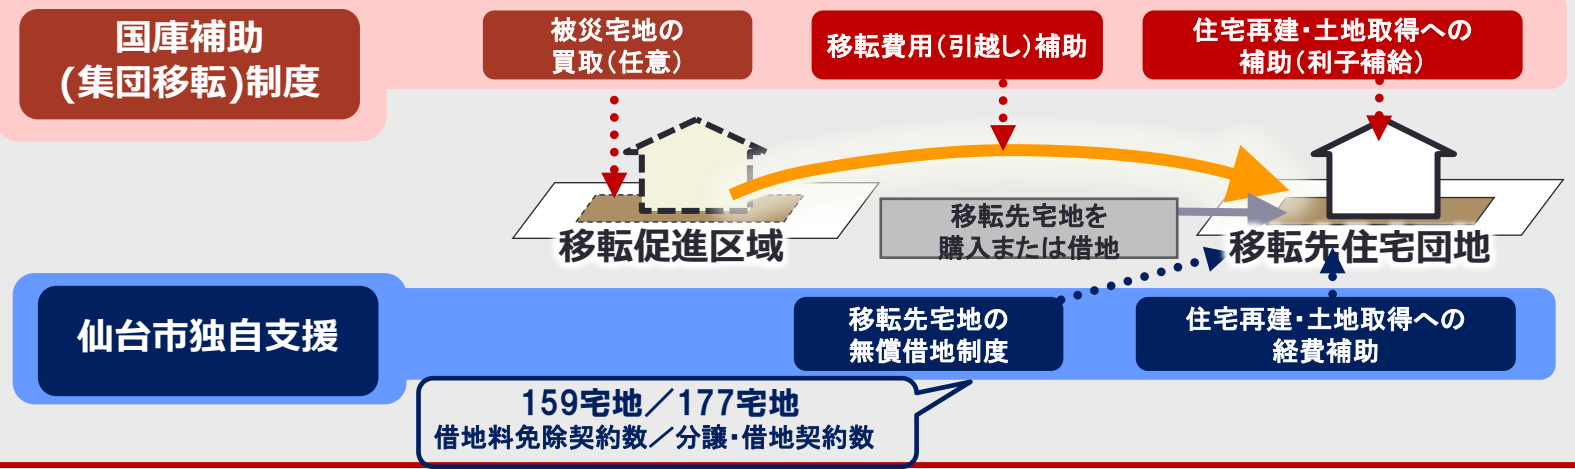 国庫補助
(集団移転)制度
被災宅地の
買取(任意)
移転費用(引越し)補助
住宅再建・土地取得への
補助(利子補給)
移転促進区域
移転先宅地を
購入または借地
移転先住宅団地
仙台市独自支援
移転先宅地の
無償借地制度
住宅再建・土地取得への
経費補助
159宅地／177宅地
借地料免除契約数／分譲・借地契約数